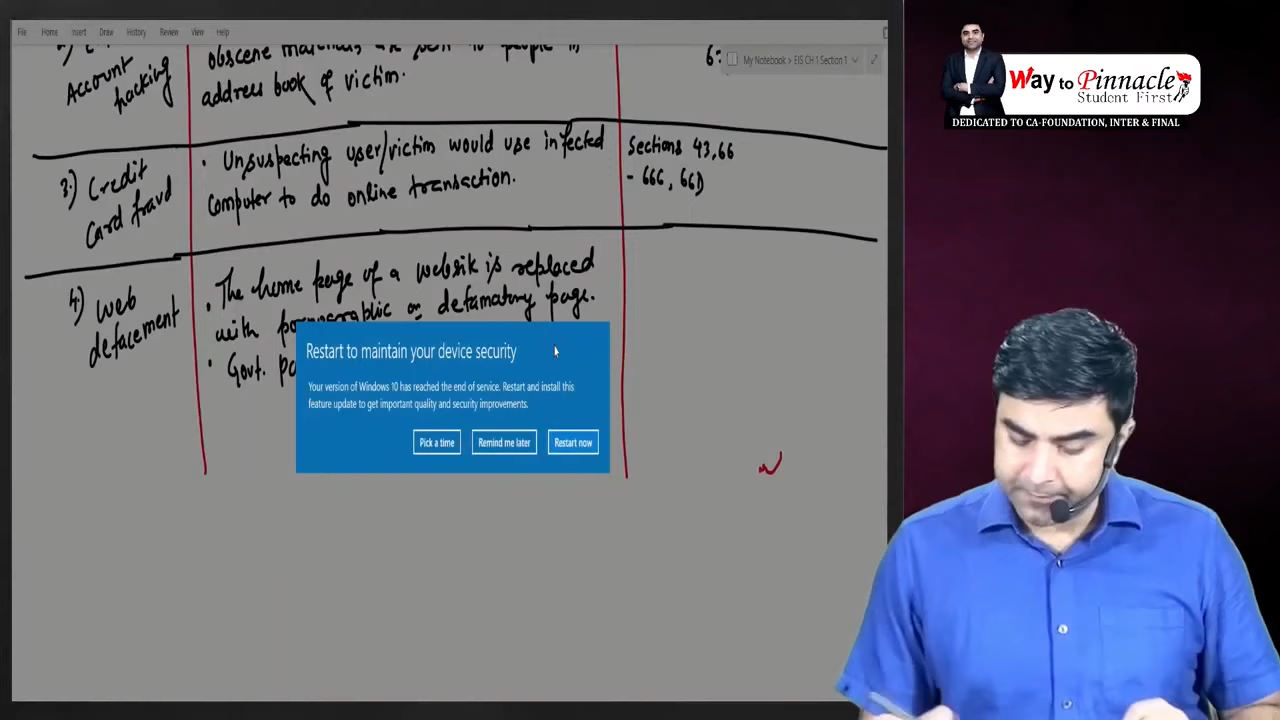 File Home Insert Draw History Review View Help
My Notebook > EIS CH 1 Section 1
Account
hacking
obscene material, are sent to people in
address book of victim.
3.) Credit
Card fraud
• Unsuspecting user/victim would use infected
computer to do online transaction.
Sections 43,66
- 66C, 66D
4.) Web
defacement
• The home page of a website is replaced
with pornographic or defamatory page.
• Govt.
Restart to maintain your device security
Your version of Windows 10 has reached the end of service. Restart and install this
feature update to get important quality and security improvements.
Pick a time Remind me later Restart now
Way to Pinnacle
Student First
DEDICATED TO CA-FOUNDATION, INTER & FINAL